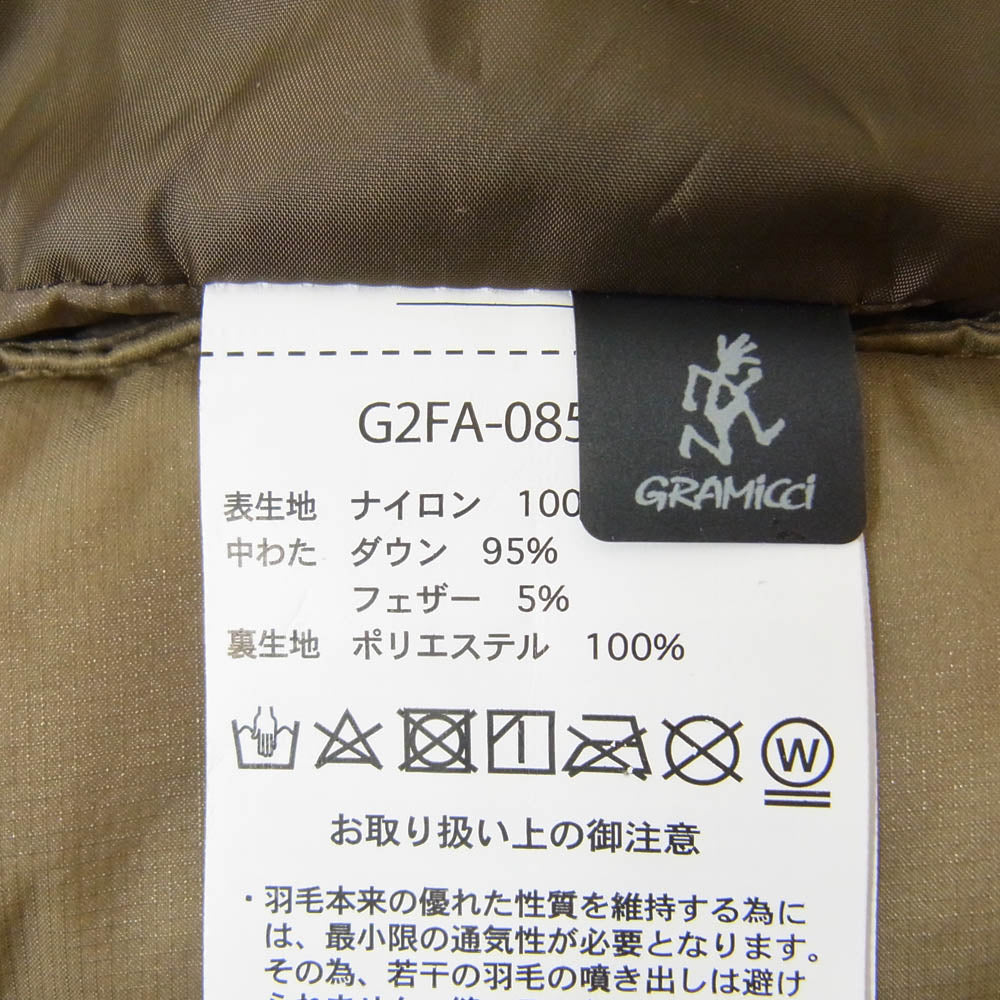 G2FA-085
GRAMiCCi
表生地 ナイロン 100
中わた ダウン 95%
フェザー 5%
裏生地 ポリエステル 100%
W
お取り扱い上の御注意
・羽毛本来の優れた性質を維持する為に
は、最小限の通気性が必要となります。
その為、若干の羽毛の噴き出しは避け